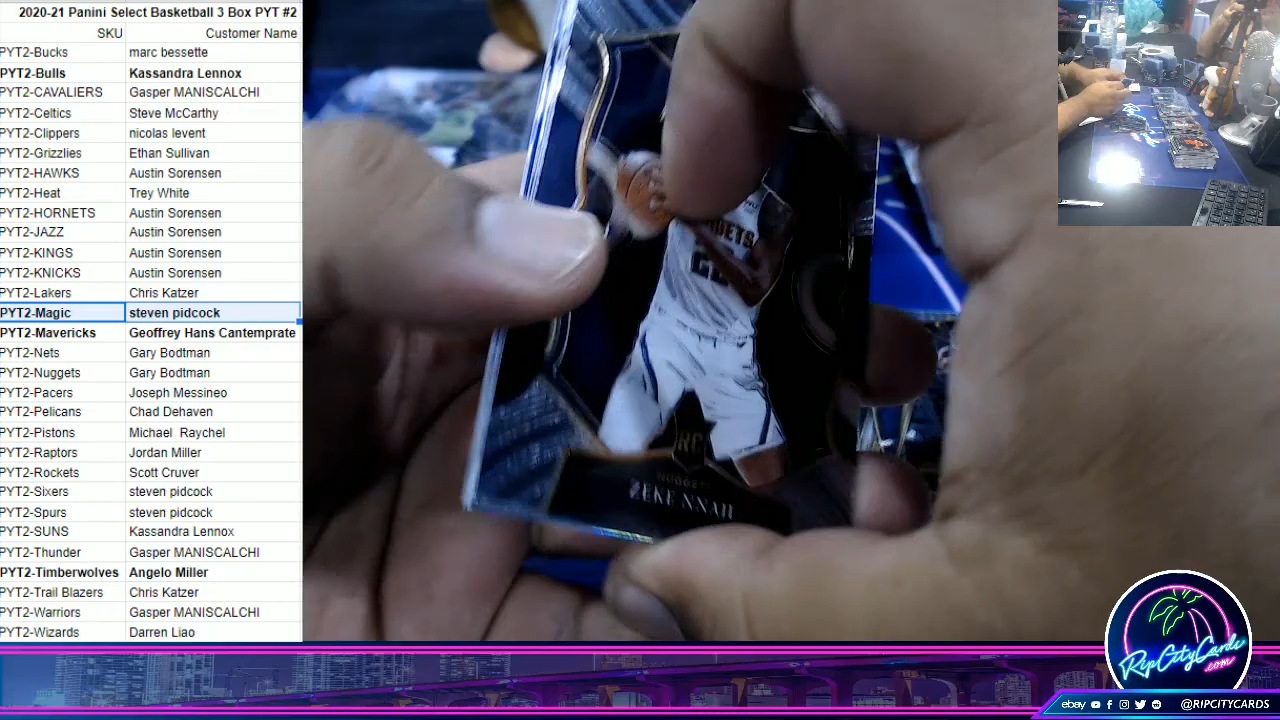 2020-21 Panini Select Basketball 3 Box PYT #2
SKU Customer Name
PYT2-Bucks marc bessette
PYT2-Bulls Kassandra Lennox
PYT2-CAVALIERS Gasper MANISCALCHI
PYT2-Celtics Steve McCarthy
PYT2-Clippers nicolas levent
PYT2-Grizzlies Ethan Sullivan
PYT2-HAWKS Austin Sorensen
PYT2-Heat Trey White
PYT2-HORNETS Austin Sorensen
PYT2-JAZZ Austin Sorensen
PYT2-KINGS Austin Sorensen
PYT2-KNICKS Austin Sorensen
PYT2-Lakers Chris Katzer
PYT2-Magic steven pidcock
PYT2-Mavericks Geoffrey Hans Cantemprate
PYT2-Nets Gary Bodtman
PYT2-Nuggets Gary Bodtman
PYT2-Pacers Joseph Messineo
PYT2-Pelicans Chad Dehaven
PYT2-Pistons Michael Raychel
PYT2-Raptors Jordan Miller
PYT2-Rockets Scott Cruver
PYT2-Sixers steven pidcock
PYT2-Spurs steven pidcock
PYT2-SUNS Kassandra Lennox
PYT2-Thunder Gasper MANISCALCHI
PYT2-Timberwolves Angelo Miller
PYT2-Trail Blazers Chris Katzer
PYT2-Warriors Gasper MANISCALCHI
PYT2-Wizards Darren Liao
RC
ZEKE NNAJI
RipCityCards
.com
ebay @RIPCITYCARDS